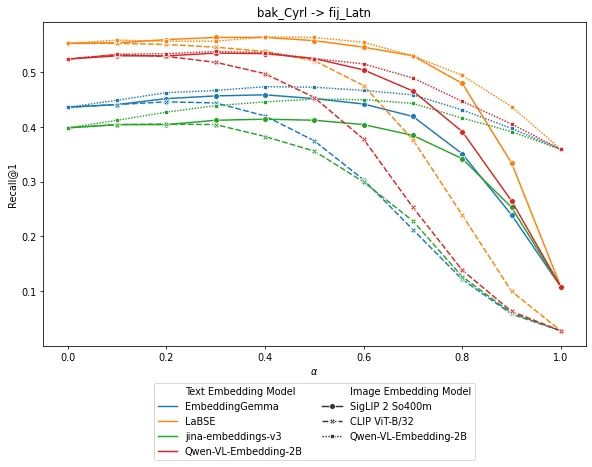 bak_Cyrl -> fij_Latn
Recall@1
0.5
0.4
0.3
0.2
0.1
0.0 0.2 0.4 0.6 0.8 1.0
α
Text Embedding Model Image Embedding Model
EmbeddingGemma SigLIP 2 So400m
LaBSE CLIP ViT-B/32
jina-embeddings-v3 Qwen-VL-Embedding-2B
Qwen-VL-Embedding-2B